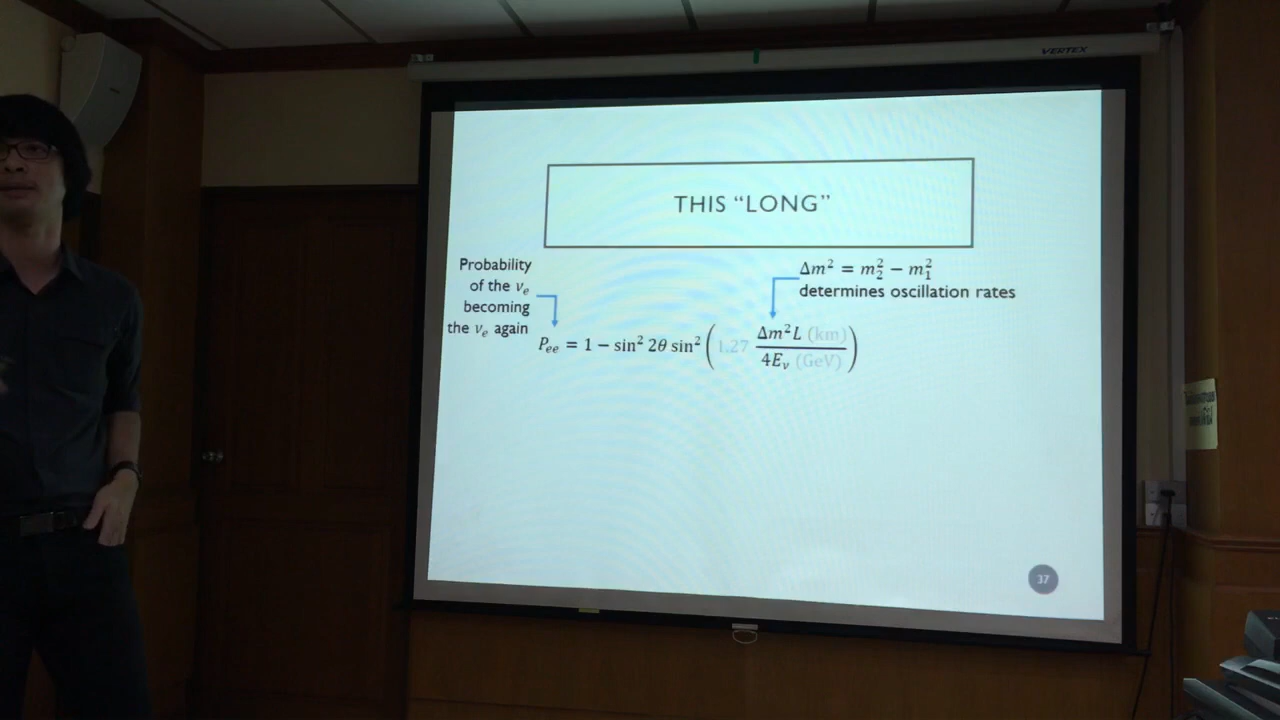 VERTEX
THIS “LONG”
Probability
of the νₑ
becoming
the νₑ again
Δm² = m₂² − m₁²
determines oscillation rates
Pₑₑ = 1 − sin² 2θ sin² (1.27 Δm²L (km) / 4Eᵥ (GeV))
37